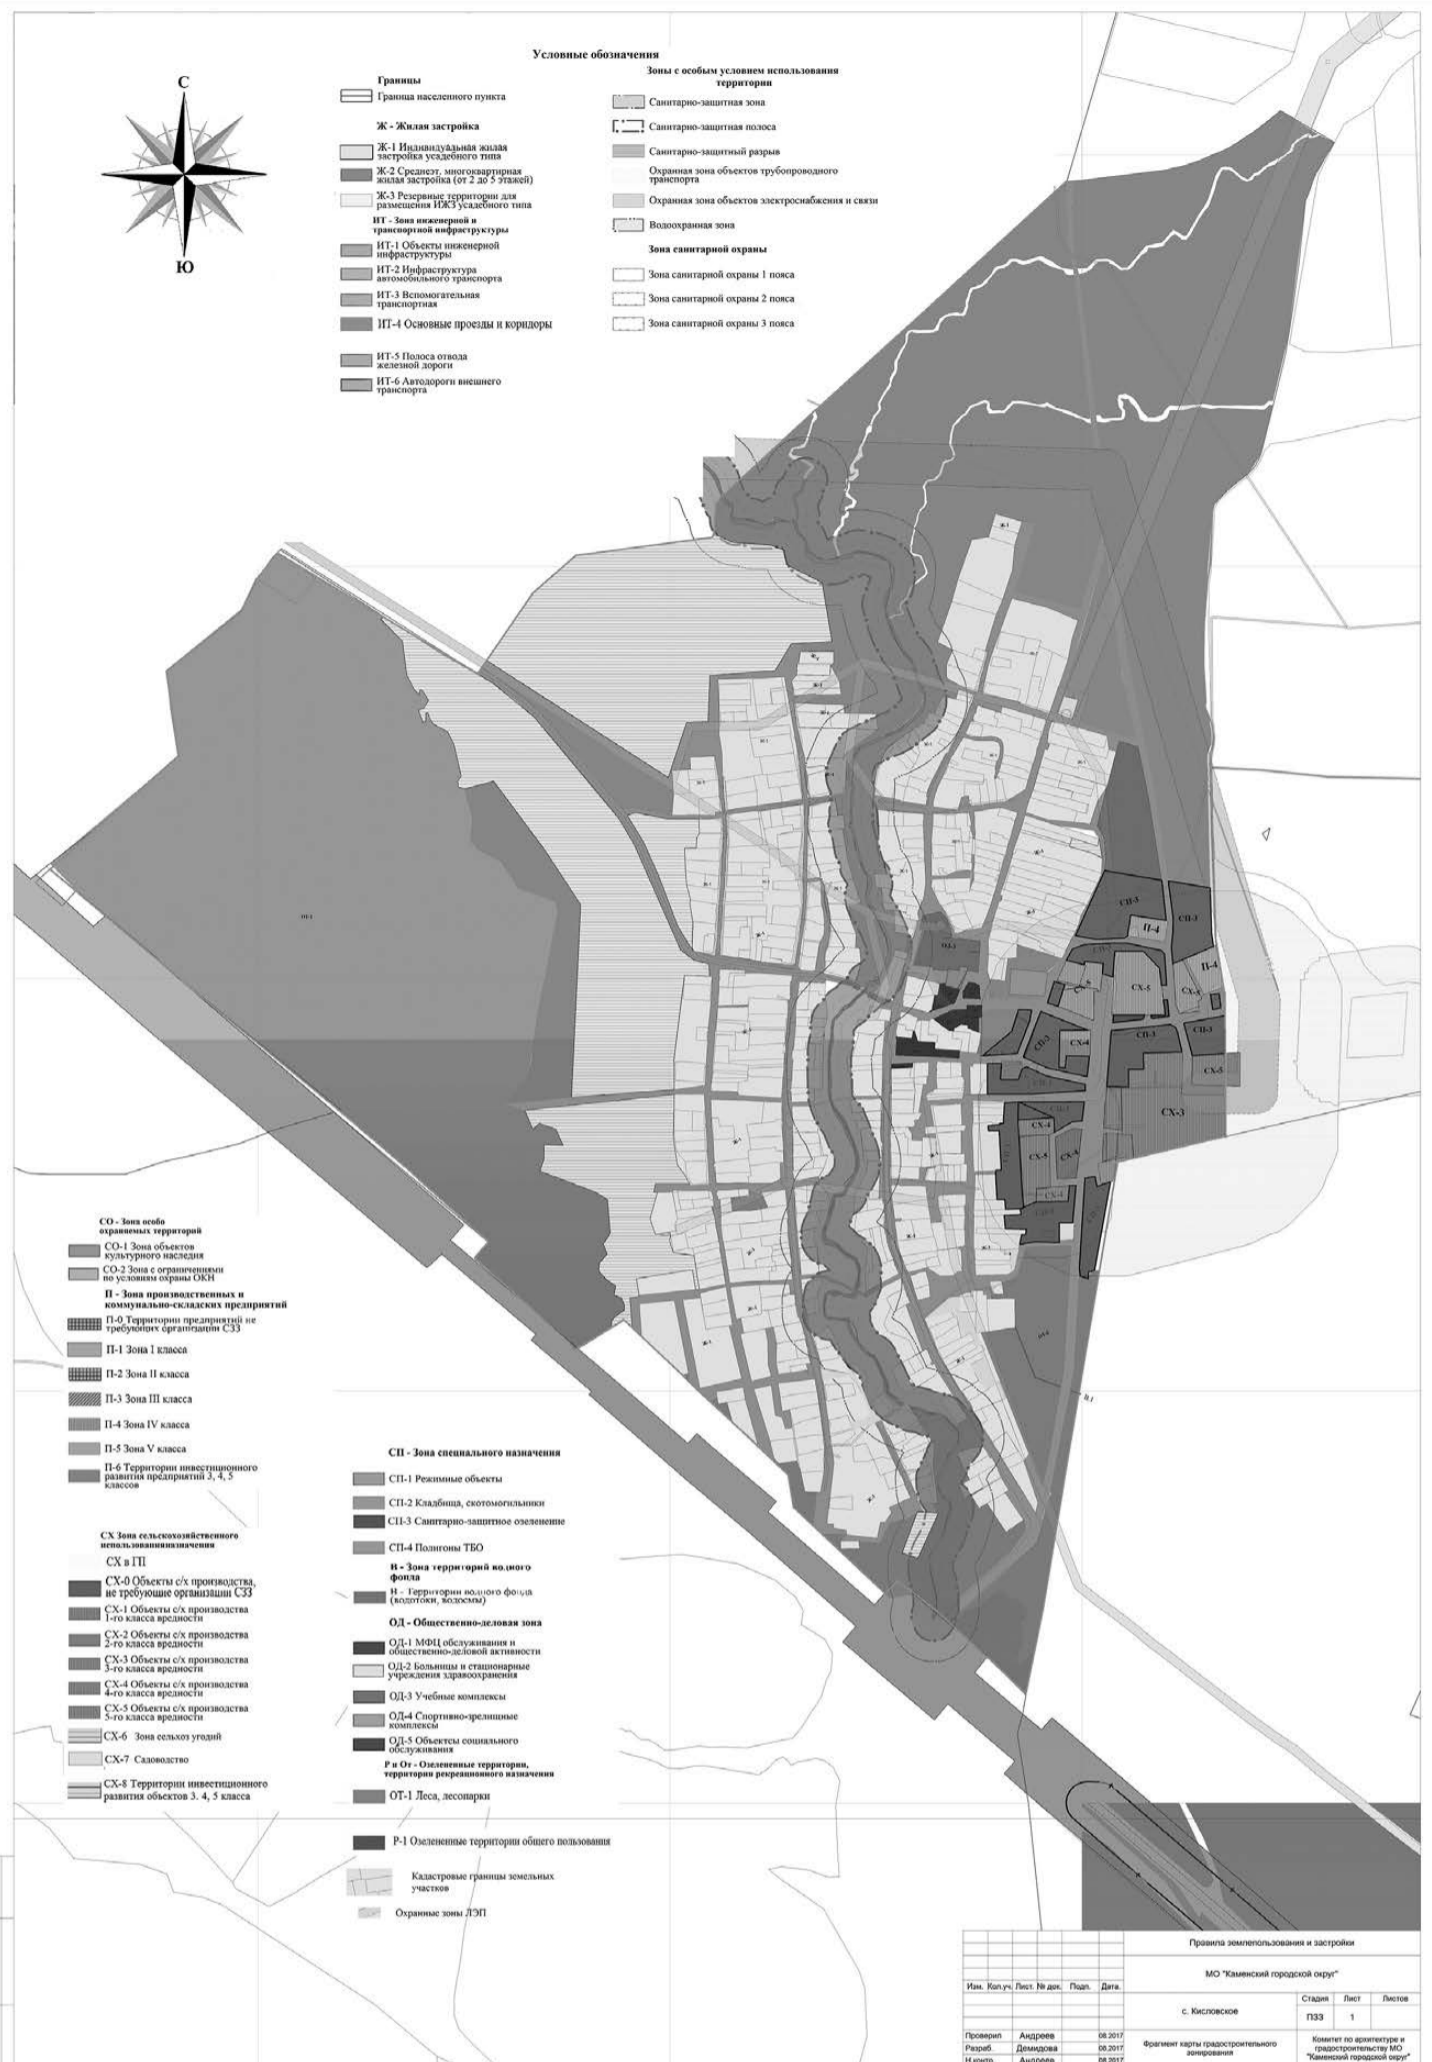 Условные обозначения
С
Ю
Границы
Граница населенного пункта
Ж - Жилая застройка
Ж-1 Индивидуальная жилая
застройка усадебного типа
Ж-2 Среднеэт, многоквартирная
жилая застройка (от 2 до 5 этажей)
Ж-3 Резервные территории для
размещения ИЖЗ усадебного типа
ИТ - Зона инженерной и
транспортной инфраструктуры
ИТ-1 Объекты инженерной
инфраструктуры
ИТ-2 Инфраструктура
автомобильного транспорта
ИТ-3 Вспомогательная
транспортная
ИТ-4 Основные проезды и коридоры
ИТ-5 Полоса отвода
железной дороги
ИТ-6 Автодороги внешнего
транспорта
Зоны с особым условием использования
территории
Санитарно-защитная зона
Санитарно-защитная полоса
Санитарно-защитный разрыв
Охранная зона объектов трубопроводного
транспорта
Охранная зона объектов электроснабжения и связи
Водоохранная зона
Зона санитарной охраны
Зона санитарной охраны 1 пояса
Зона санитарной охраны 2 пояса
Зона санитарной охраны 3 пояса
СП-3
СП-3
П-4
П-4
СХ-5
СП-3
СП-3
СП-3
СХ-4
СХ-5
СХ-3
СХ-4
СХ-4
СО - Зона особо
охраняемых территорий
СО-1 Зона объектов
культурного наследия
СО-2 Зона с ограничениями
по условиям охраны ОКН
П - Зона производственных и
коммунально-складских предприятий
П-0 Территории предприятий не
требующих организации СЗЗ
П-1 Зона I класса
П-2 Зона II класса
П-3 Зона III класса
П-4 Зона IV класса
П-5 Зона V класса
П-6 Территории инвестиционного
развития предприятий 3, 4, 5
классов
СХ Зона сельскохозяйственного
использованияназначения
СХ в ГП
СХ-0 Объекты с/х производства,
не требующие организации СЗЗ
СХ-1 Объекты с/х производства
1-го класса вредности
СХ-2 Объекты с/х производства
2-го класса вредности
СХ-3 Объекты с/х производства
3-го класса вредности
СХ-4 Объекты с/х производства
4-го класса вредности
СХ-5 Объекты с/х производства
5-го класса вредности
СХ-6 Зона сельхоз угодий
СХ-7 Садоводство
СХ-8 Территории инвестиционного
развития объектов 3. 4, 5 класса
СП - Зона специального назначения
СП-1 Режимные объекты
СП-2 Кладбища, скотомогильники
СП-3 Санитарно-защитное озеленение
СП-4 Полигоны ТБО
В - Зона территорий водного
фонда
В - Территории водного фонда
(водотоки, водоемы)
ОД - Общественно-деловая зона
ОД-1 МФЦ обслуживания и
общественно-деловой активности
ОД-2 Больницы и стационарные
учреждения здравоохранения
ОД-3 Учебные комплексы
ОД-4 Спортивно-зрелищные
комплексы
ОД-5 Объектсы социального
обслуживания
Р и От - Озелененные территории,
территории рекреационного назначения
ОТ-1 Леса, лесопарки
Р-1 Озелененные территории общего пользования
Кадастровые границы земельных
участков
Охранные зоны ЛЭП
Правила землепользования и застройки
МО "Каменский городской округ"
Изм. Кол.уч. Лист. № док. Подп. Дата.
с. Кисловское
Стадия Лист Листов
ПЗЗ 1
Проверил Андреев 08.2017
Разраб. Демидова 08.2017
Н.контр. Андреев 08.2017
Фрагмент карты градостроительного
зонирования
Комитет по архитектуре и
градостроительству МО
"Каменский городской округ"